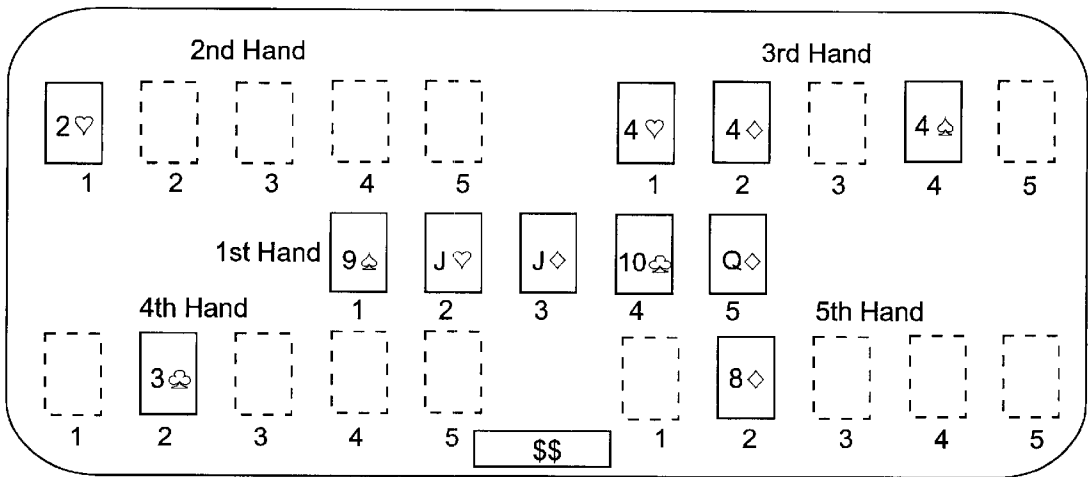 2nd Hand 3rd Hand
2♡ 4♡ 4♢ 4♤
1 2 3 4 5 1 2 3 4 5
1st Hand 9♤ J♡ J♢ 10♧ Q♢
1 2 3 4 5
4th Hand 5th Hand
3♧ 8♢
1 2 3 4 5 1 2 3 4 5
$$